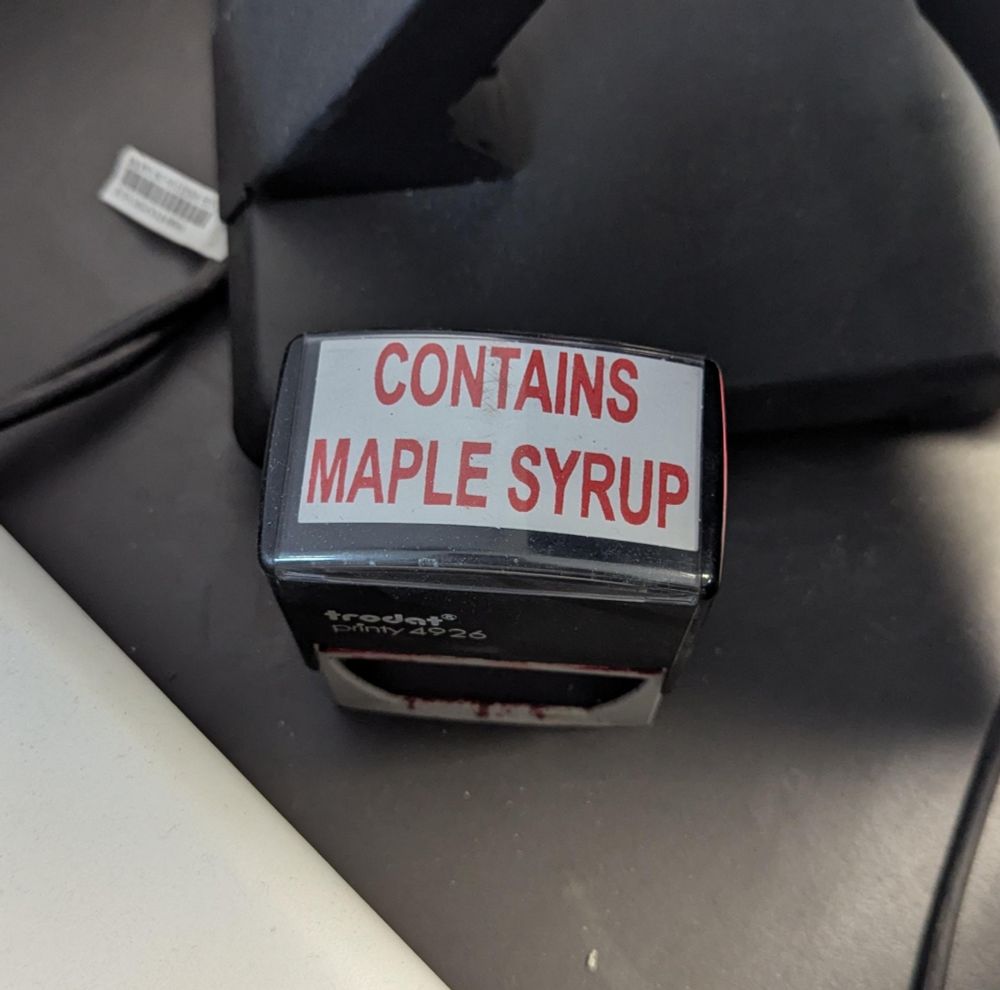 CONTAINS
MAPLE SYRUP
trodat®
printy 4926